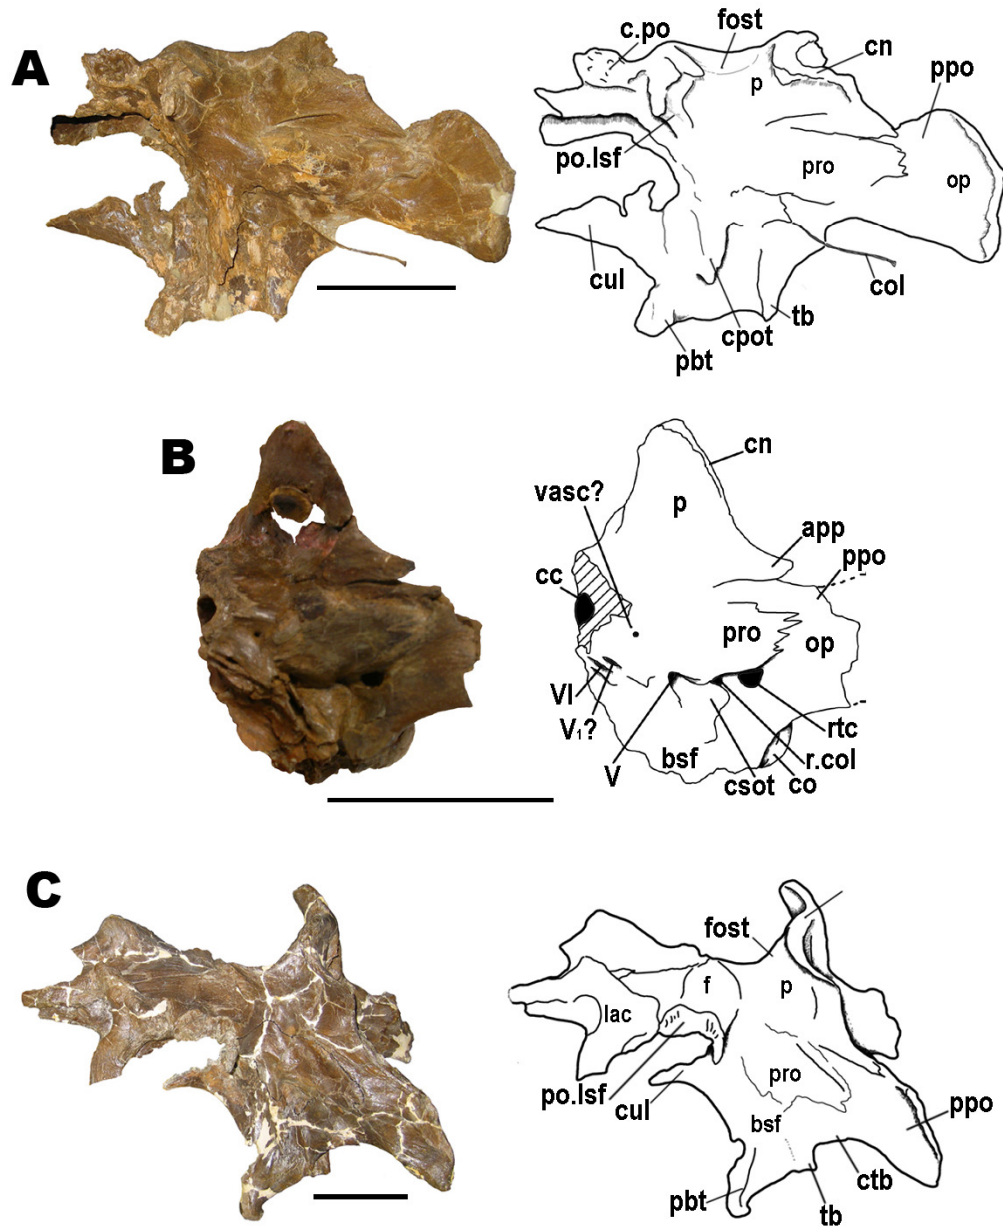 A
c.po
fost
cn
p
ppo
po.lsf
pro
op
cul
col
cpot
tb
pbt
B
cn
vasc?
p
app
ppo
cc
pro
op
VI
V₁?
rtc
r.col
V
bsf
csot
co
C
fost
f
p
lac
po.lsf
cul
pro
ppo
bsf
ctb
pbt
tb